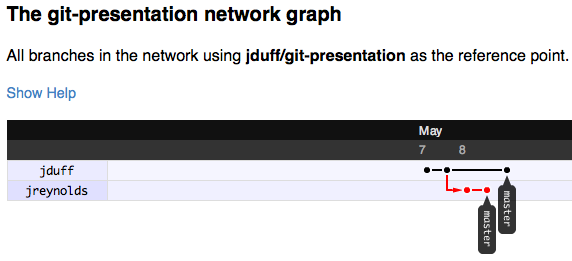 The git-presentation network graph
All branches in the network using jduff/git-presentation as the reference point.
Show Help
May
7 8
jduff
jreynolds
master
master